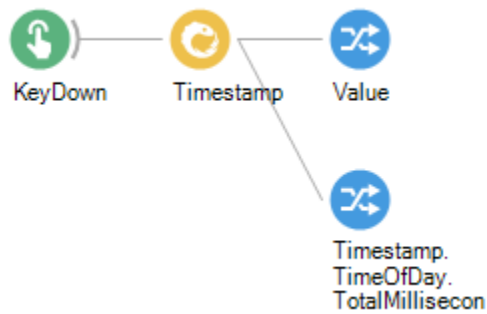 KeyDown
Timestamp
Value
Timestamp.
TimeOfDay.
TotalMillisecon